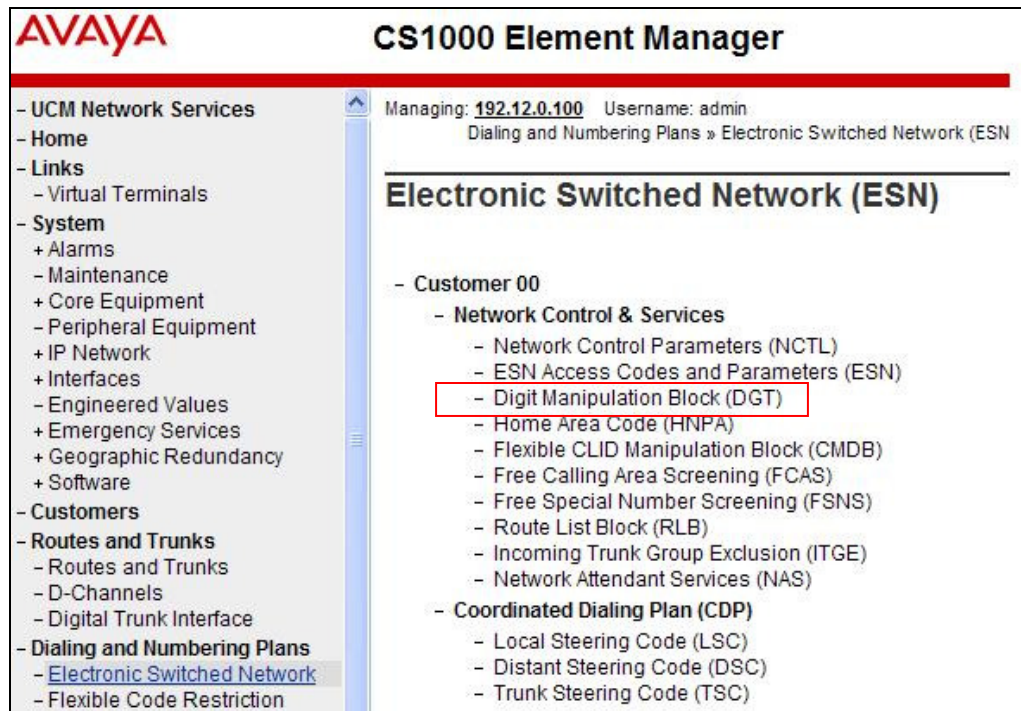 AVAYA
CS1000 Element Manager
- UCM Network Services
- Home
- Links
- Virtual Terminals
- System
+ Alarms
- Maintenance
+ Core Equipment
- Peripheral Equipment
+ IP Network
+ Interfaces
- Engineered Values
+ Emergency Services
+ Geographic Redundancy
+ Software
- Customers
- Routes and Trunks
- Routes and Trunks
- D-Channels
- Digital Trunk Interface
- Dialing and Numbering Plans
- Electronic Switched Network
- Flexible Code Restriction
Managing: 192.12.0.100 Username: admin
Dialing and Numbering Plans » Electronic Switched Network (ESN
Electronic Switched Network (ESN)
- Customer 00
- Network Control & Services
- Network Control Parameters (NCTL)
- ESN Access Codes and Parameters (ESN)
- Digit Manipulation Block (DGT)
- Home Area Code (HNPA)
- Flexible CLID Manipulation Block (CMDB)
- Free Calling Area Screening (FCAS)
- Free Special Number Screening (FSNS)
- Route List Block (RLB)
- Incoming Trunk Group Exclusion (ITGE)
- Network Attendant Services (NAS)
- Coordinated Dialing Plan (CDP)
- Local Steering Code (LSC)
- Distant Steering Code (DSC)
- Trunk Steering Code (TSC)